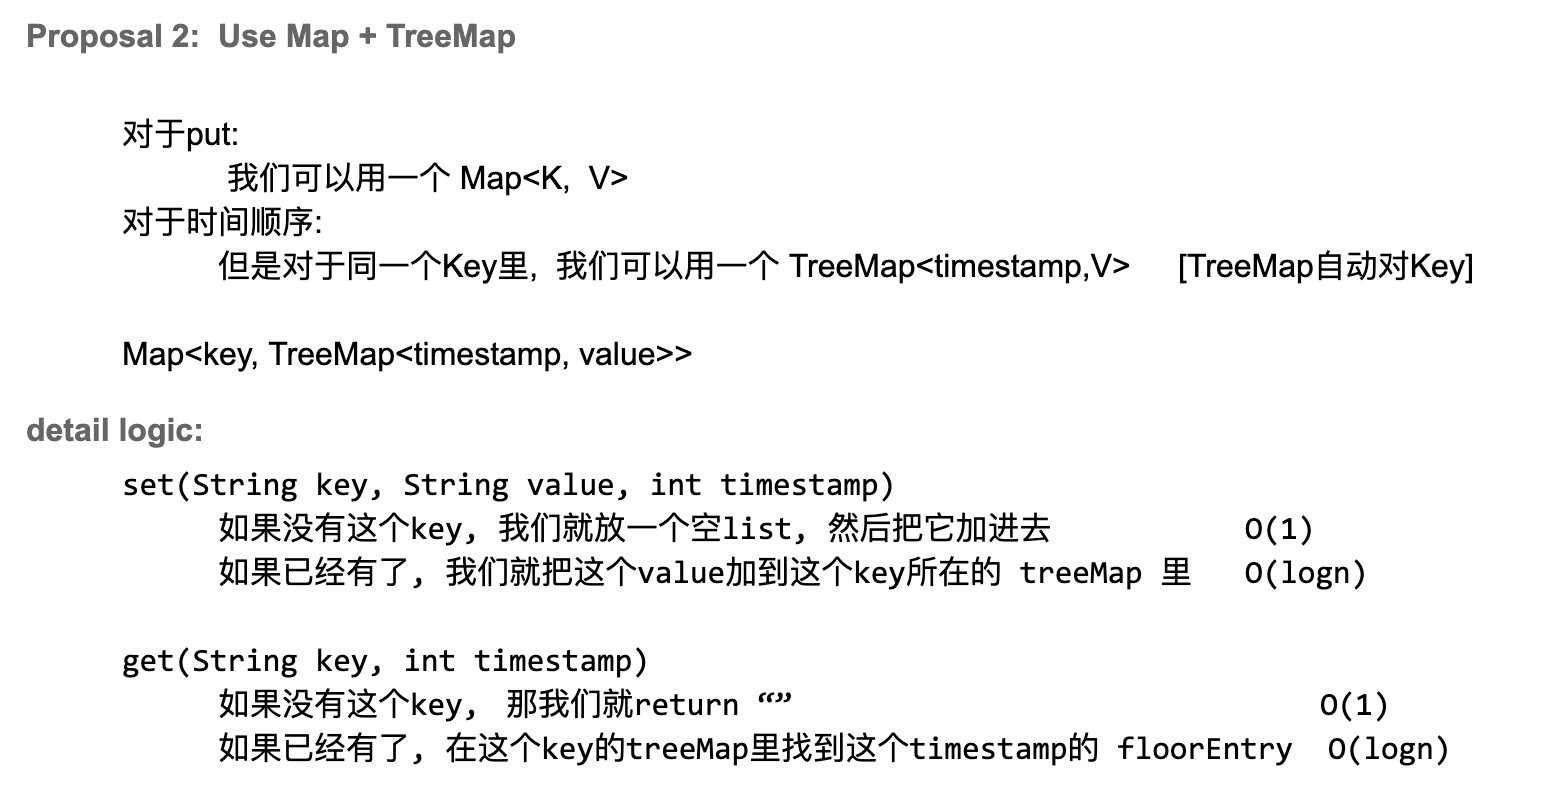 Proposal 2: Use Map + TreeMap
对于put:
我们可以用一个 Map<K, V>
对于时间顺序:
但是对于同一个Key里, 我们可以用一个 TreeMap<timestamp,V> [TreeMap自动对Key]
Map<key, TreeMap<timestamp, value>>
detail logic:
set(String key, String value, int timestamp)
如果没有这个key, 我们就放一个空list, 然后把它加进去 O(1)
如果已经有了, 我们就把这个value加到这个key所在的 treeMap 里 O(logn)
get(String key, int timestamp)
如果没有这个key, 那我们就return “” O(1)
如果已经有了, 在这个key的treeMap里找到这个timestamp的 floorEntry O(logn)